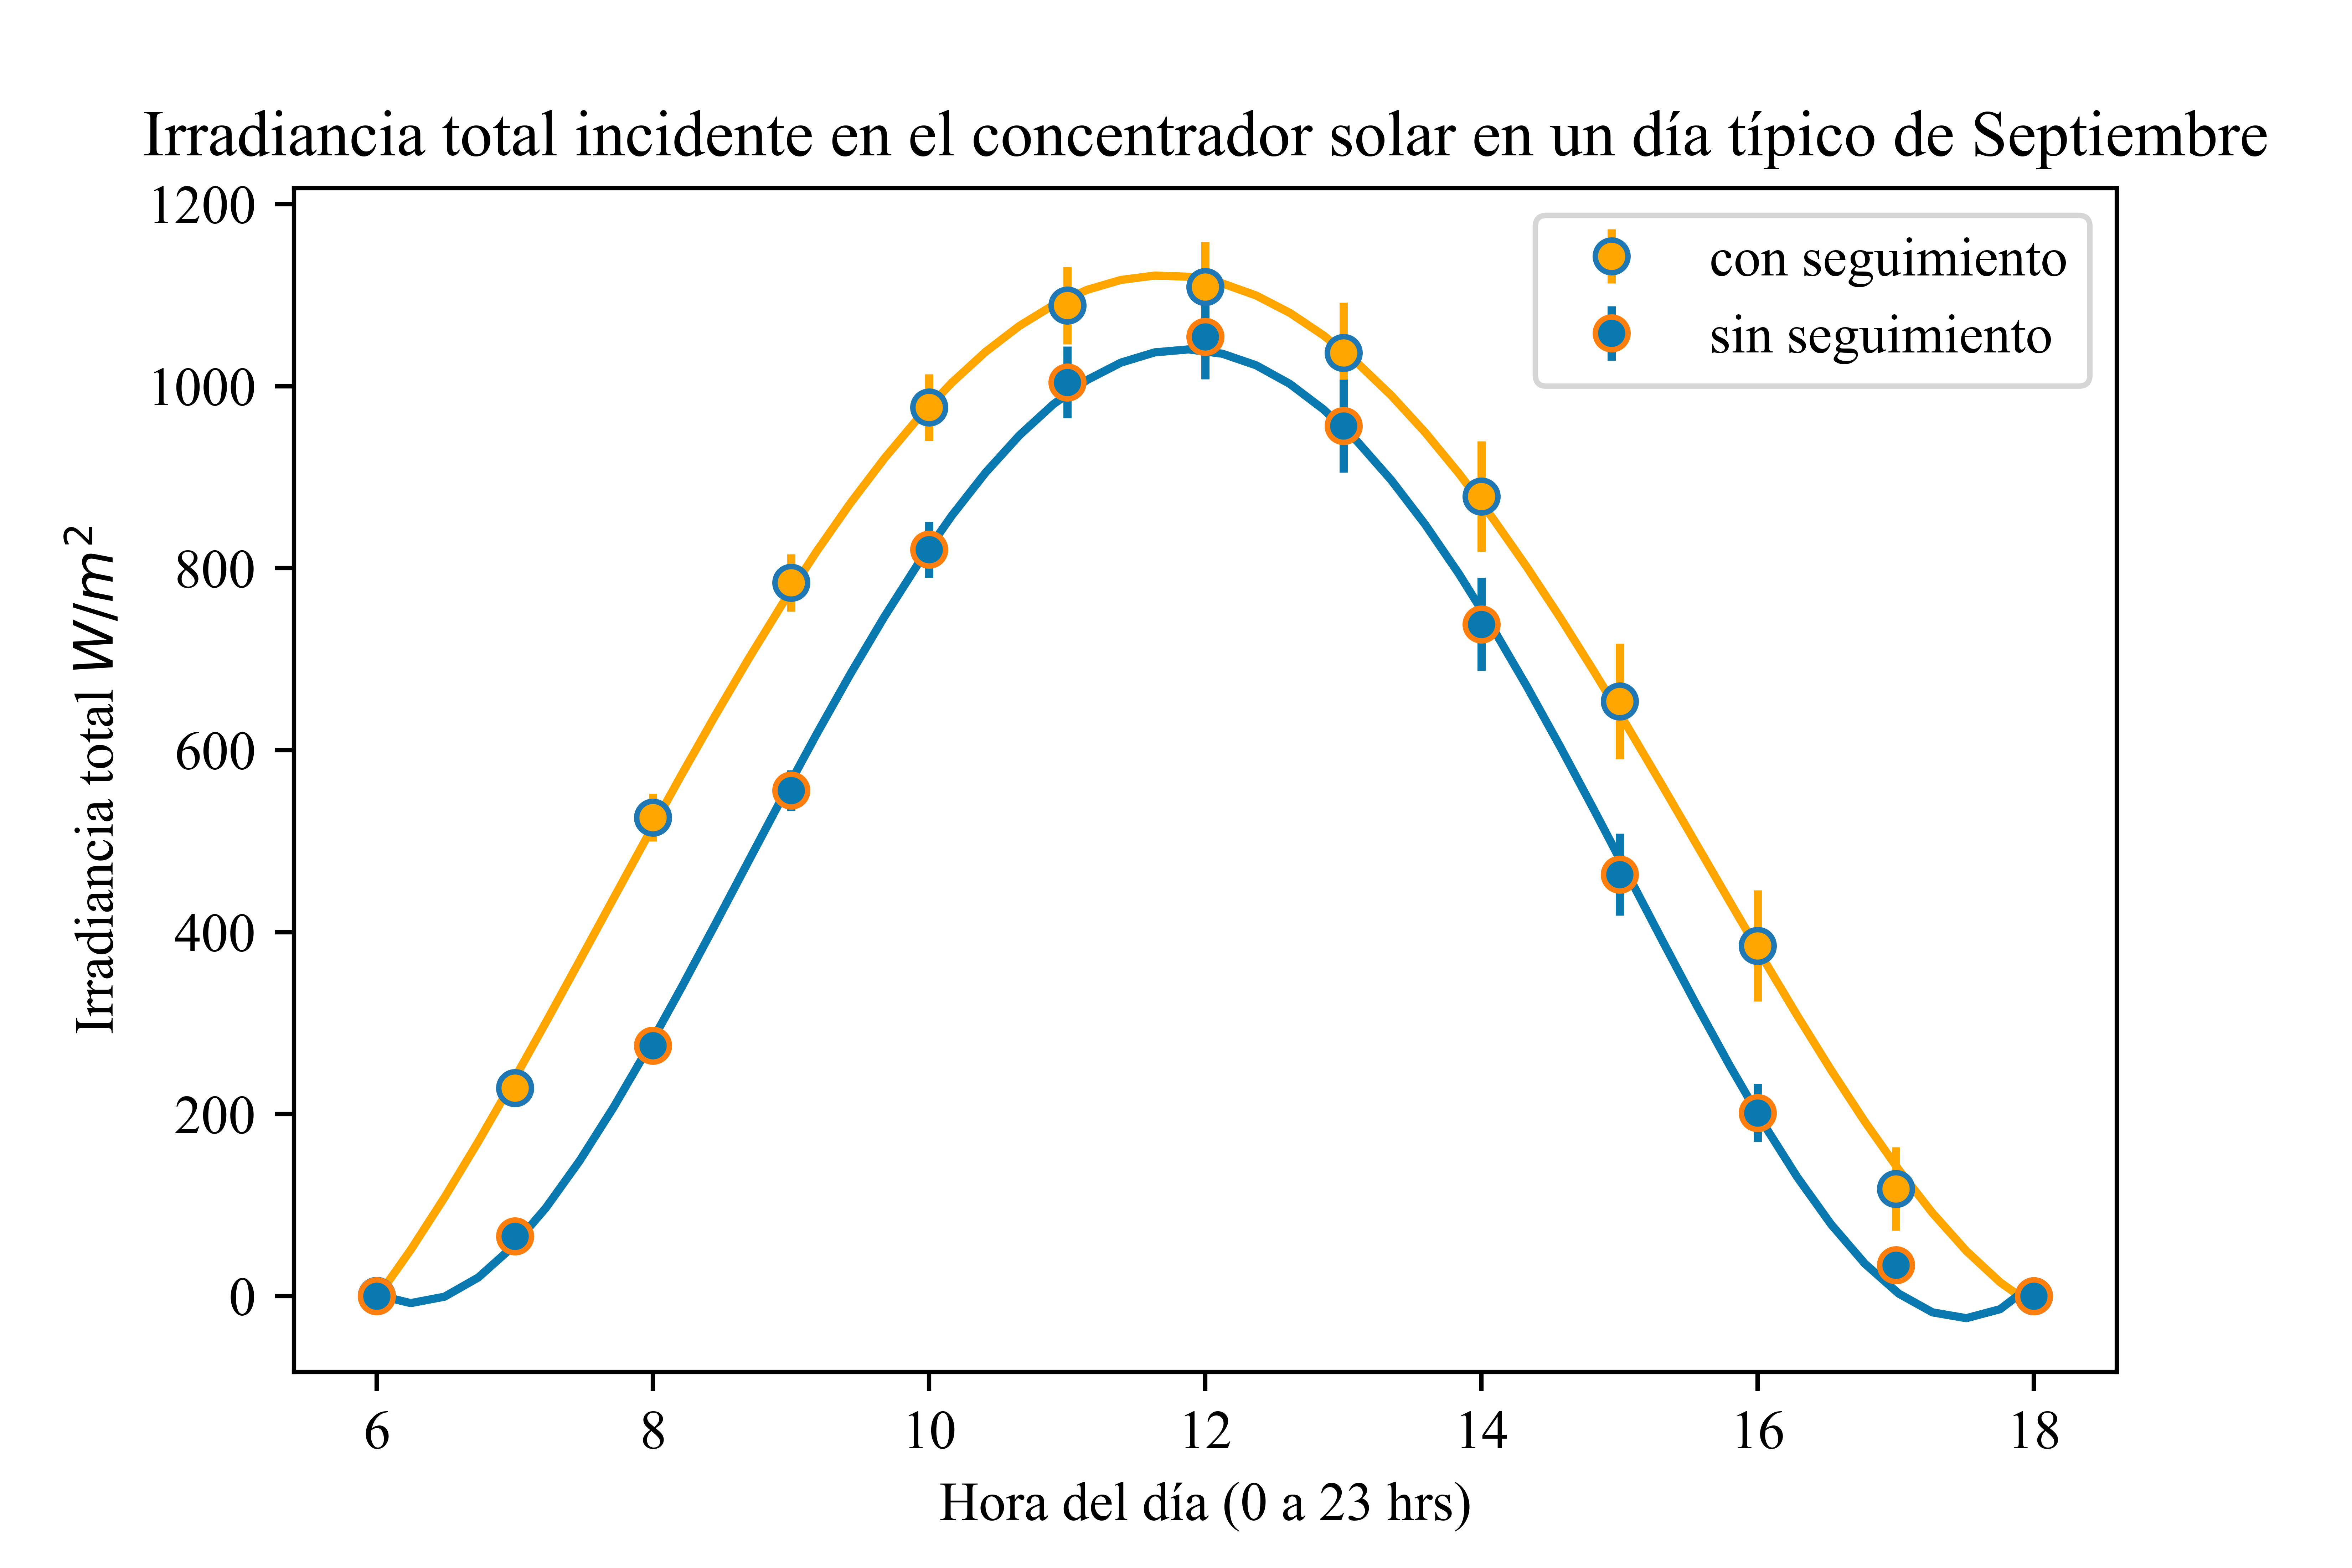 Irradiancia total incidente en el concentrador solar en un día típico de Septiembre
con seguimiento
sin seguimiento
Irradiancia total W/m²
1200
1000
800
600
400
200
0
6 8 10 12 14 16 18
Hora del día (0 a 23 hrs)